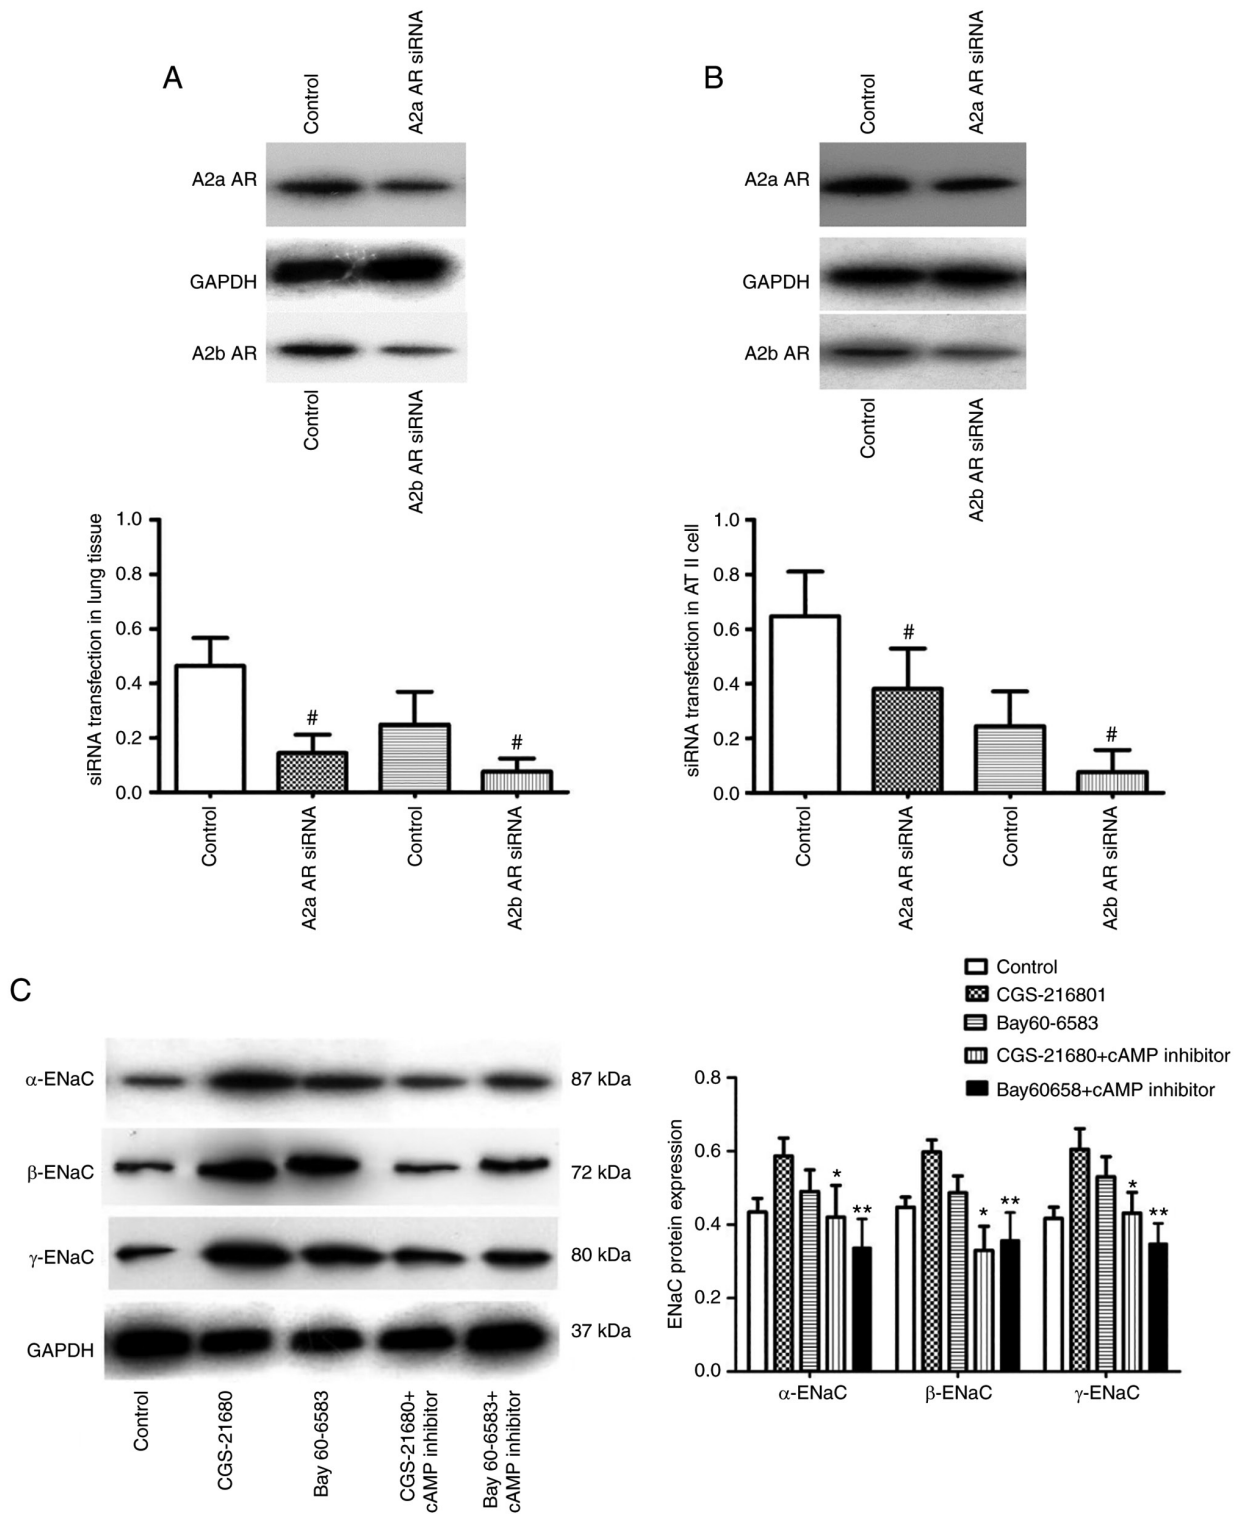 A
Control
A2a AR siRNA
A2a AR
GAPDH
A2b AR
Control
A2b AR siRNA
siRNA transfection in lung tissue
1.0
0.8
0.6
0.4
0.2
0.0
#
#
Control
A2a AR siRNA
Control
A2b AR siRNA
B
Control
A2a AR siRNA
A2a AR
GAPDH
A2b AR
Control
A2b AR siRNA
siRNA transfection in AT II cell
1.0
0.8
0.6
0.4
0.2
0.0
#
#
Control
A2a AR siRNA
Control
A2b AR siRNA
C
α-ENaC
87 kDa
β-ENaC
72 kDa
γ-ENaC
80 kDa
GAPDH
37 kDa
Control
CGS-21680
Bay 60-6583
CGS-21680+
cAMP inhibitor
Bay 60-6583+
cAMP inhibitor
Control
CGS-216801
Bay60-6583
CGS-21680+cAMP inhibitor
Bay60658+cAMP inhibitor
ENaC protein expression
0.8
0.6
0.4
0.2
0.0
*
**
*
**
*
**
α-ENaC
β-ENaC
γ-ENaC